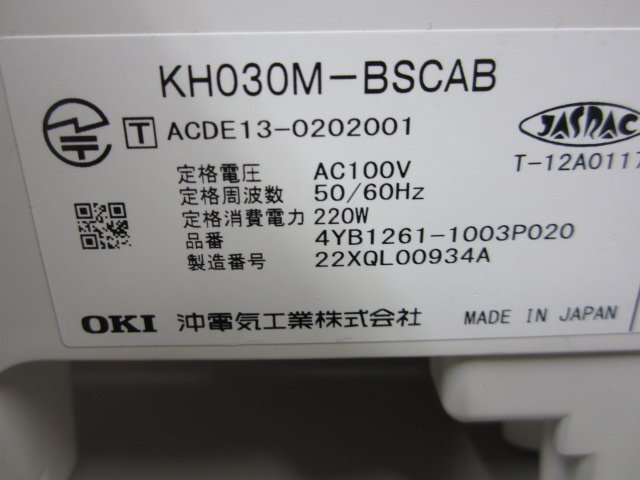 KH030M-BSCAB
T ACDE13-0202001
JASRAC
T-12A0117
定格電圧 AC100V
定格周波数 50/60Hz
定格消費電力 220W
品番 4YB1261-1003P020
製造番号 22XQL00934A
OKI 沖電気工業株式会社 MADE IN JAPAN